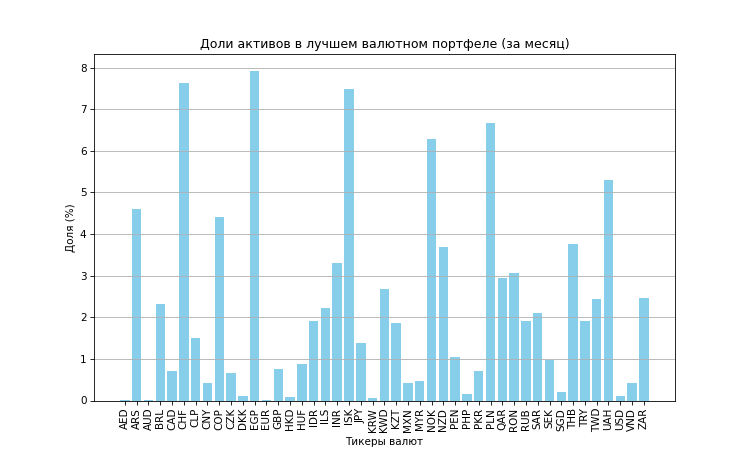 Доли активов в лучшем валютном портфеле (за месяц)
8
7
6
5
4
3
2
1
0
Доля (%)
AED ARS AUD BRL CAD CHF CLP CNY COP CZK DKK EGP EUR GBP HKD HUF IDR ILS INR ISK JPY KRW KWD KZT MXN MYR NOK NZD PEN PHP PKR PLN QAR RON RUB SAR SEK SGD THB TRY TWD UAH USD VND ZAR
Тикеры валют